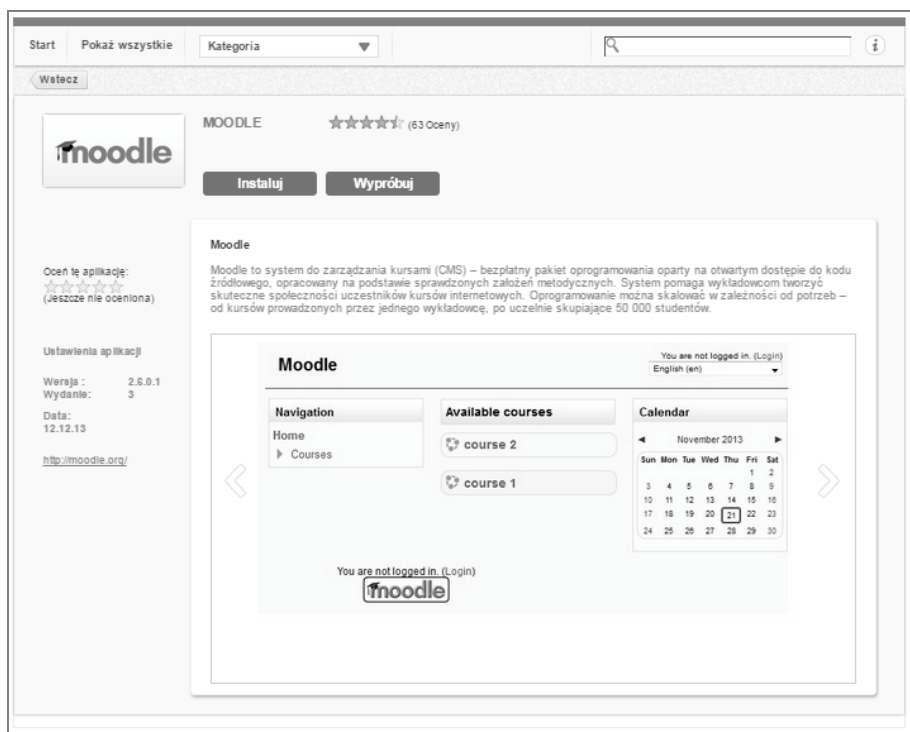 Start Pokaż wszystkie Kategoria
Wstecz
moodle
MOODLE (63 Oceny)
Instaluj Wypróbuj
Moodle
Moodle to system do zarządzania kursami (CMS) – bezpłatny pakiet oprogramowania oparty na otwartym dostępie do kodu
źródłowego, opracowany na podstawie sprawdzonych założeń metodycznych. System pomaga wykładowcom tworzyć
skuteczne społeczności uczestników kursów internetowych. Oprogramowanie można skalować w zależności od potrzeb –
od kursów prowadzonych przez jednego wykładowcę, po uczelnie skupiające 50 000 studentów.
Oceń tę aplikację:
(Jeszcze nie oceniona)
Ustawienia aplikacji
Wersja : 2.6.0.1
Wydanie: 3
Data:
12.12.13
http://moodle.org/
Moodle
You are not logged in. (Login)
English (en)
Navigation
Home
Courses
Available courses
course 2
course 1
Calendar
November 2013
Sun Mon Tue Wed Thu Fri Sat
1 2
3 4 5 6 7 8 9
10 11 12 13 14 15 16
17 18 19 20 21 22 23
24 25 26 27 28 29 30
You are not logged in. (Login)
moodle